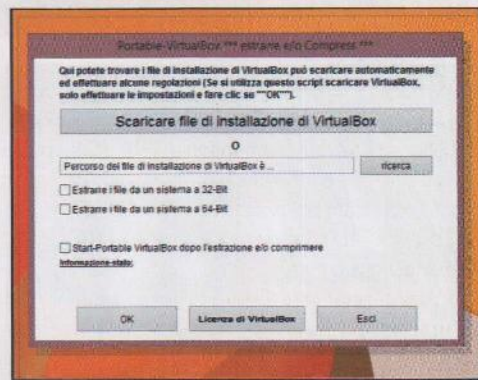 Portable-VirtualBox *** estrarre e/o Compress ***
Qui potete trovare i file di installazione di VirtualBox può scaricare automaticamente
ed effettuare alcune regolazioni (Se si utilizza questo script scaricare VirtualBox,
solo effettuare le impostazioni e fare clic se ""OK"").
Scaricare file di installazione di VirtualBox
O
Percorso dei file di installazione di VirtualBox è ...
ricerca
Estrarre i file da un sistema a 32-Bit
Estrarre i file da un sistema a 64-Bit
Start-Portable VirtualBox dopo l'estrazione e/o comprimere
Informazione stato:
OK
Licenza di VirtualBox
Esci